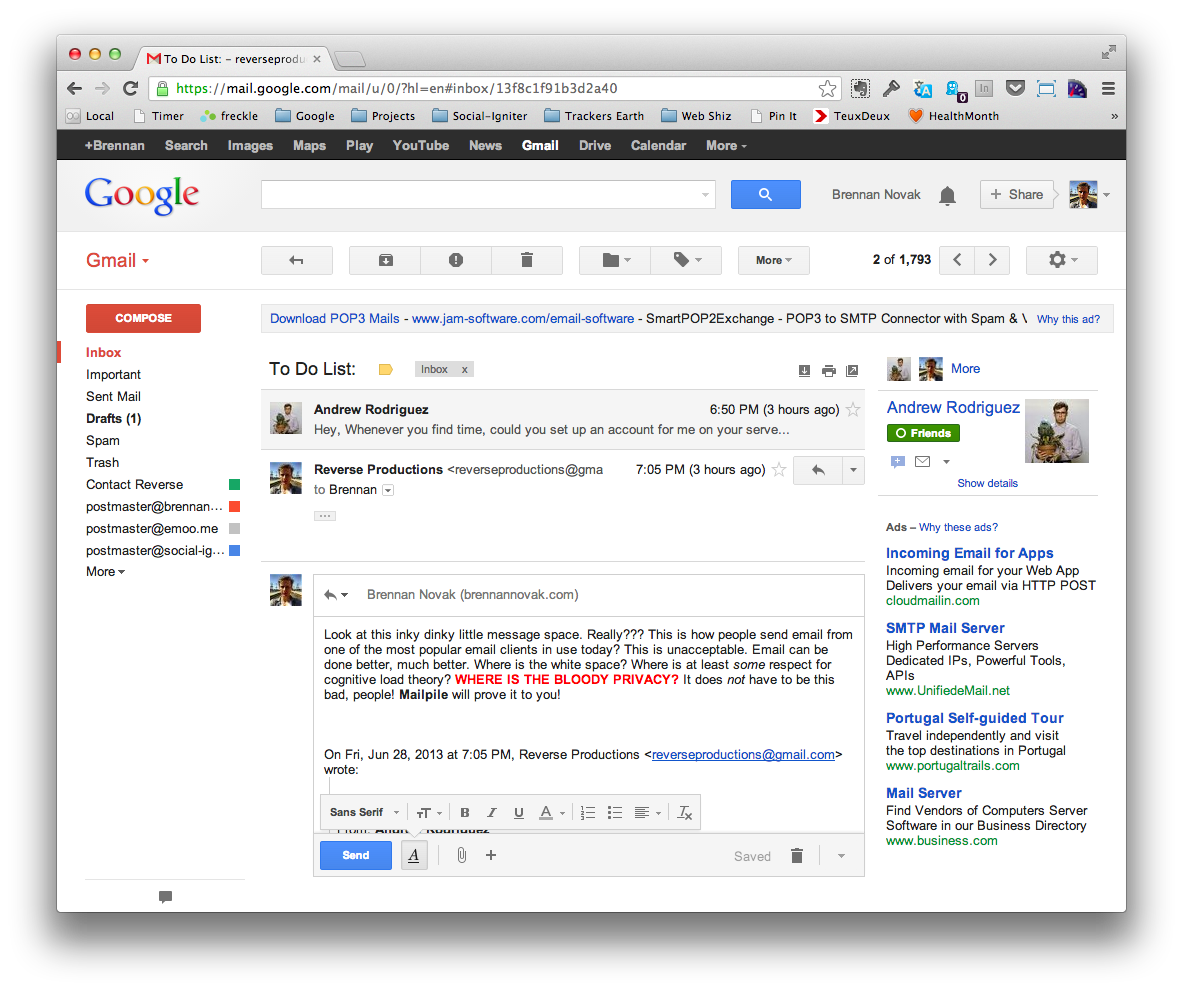 To Do List: – reverseprodu
https://mail.google.com/mail/u/0/?hl=en#inbox/13f8c1f91b3d2a40
0
In
Local Timer freckle Google Projects Social-Igniter Trackers Earth Web Shiz Pin It TeuxDeux HealthMonth »
+Brennan Search Images Maps Play YouTube News Gmail Drive Calendar More
Google
Brennan Novak
+ Share
Gmail
More
2 of 1,793
COMPOSE
Inbox
Important
Sent Mail
Drafts (1)
Spam
Trash
Contact Reverse
postmaster@brennan...
postmaster@emoo.me
postmaster@social-ig...
More
Download POP3 Mails - www.jam-software.com/email-software - SmartPOP2Exchange - POP3 to SMTP Connector with Spam & V Why this ad?
To Do List:
Inbox x
Andrew Rodriguez 6:50 PM (3 hours ago)
Hey, Whenever you find time, could you set up an account for me on your serve...
Reverse Productions <reverseproductions@gma 7:05 PM (3 hours ago)
to Brennan
...
Brennan Novak (brennannovak.com)
Look at this inky dinky little message space. Really??? This is how people send email from
one of the most popular email clients in use today? This is unacceptable. Email can be
done better, much better. Where is the white space? Where is at least some respect for
cognitive load theory? WHERE IS THE BLOODY PRIVACY? It does not have to be this
bad, people! Mailpile will prove it to you!
On Fri, Jun 28, 2013 at 7:05 PM, Reverse Productions <reverseproductions@gmail.com>
wrote:
Sans Serif TT B I U A Tx
From: Andrew Rodriguez
Send A + Saved
More
Andrew Rodriguez
Friends
Show details
Ads – Why these ads?
Incoming Email for Apps
Incoming email for your Web App
Delivers your email via HTTP POST
cloudmailin.com
SMTP Mail Server
High Performance Servers
Dedicated IPs, Powerful Tools,
APIs
www.UnifiedeMail.net
Portugal Self-guided Tour
Travel independently and visit
the top destinations in Portugal
www.portugaltrails.com
Mail Server
Find Vendors of Computers Server
Software in our Business Directory
www.business.com